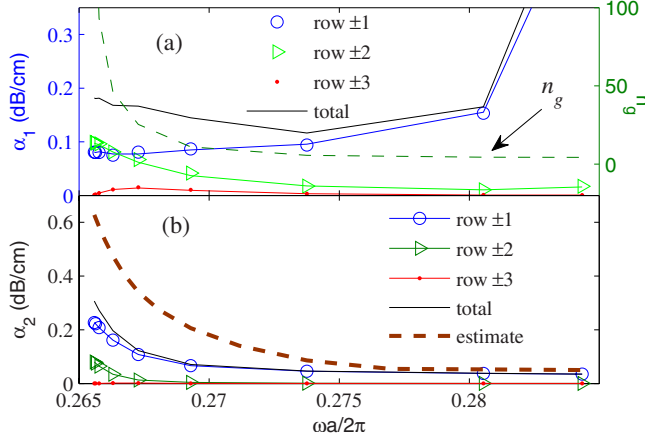 0.3
0.2
0.1
0
α₁ (dB/cm)
(a)
row ±1
row ±2
row ±3
total
n_g
100
50
0
n_g
0.6
0.4
0.2
0
α₂ (dB/cm)
(b)
row ±1
row ±2
row ±3
total
estimate
0.265
0.27
0.275
0.28
ωa/2π